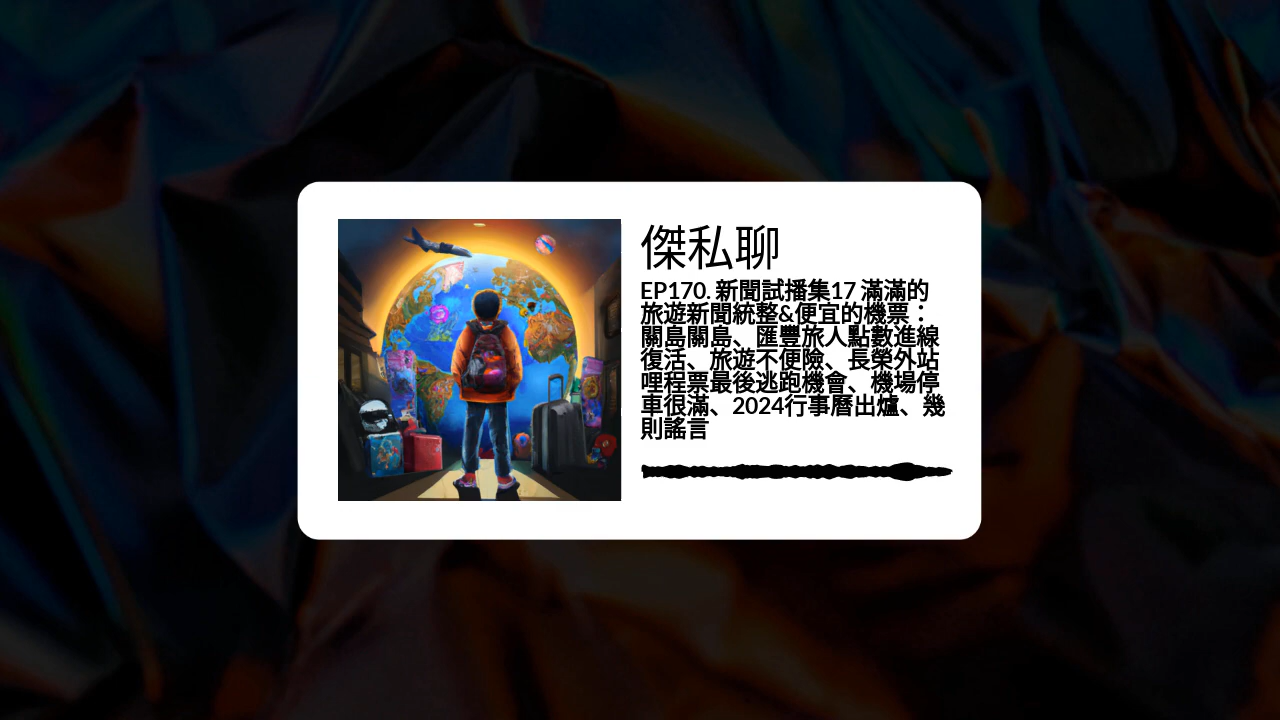 傑私聊
EP170. 新聞試播集17 滿滿的
旅遊新聞統整&便宜的機票：
關島關島、匯豐旅人點數進線
復活、旅遊不便險、長榮外站
哩程票最後逃跑機會、機場停
車很滿、2024行事曆出爐、幾
則謠言